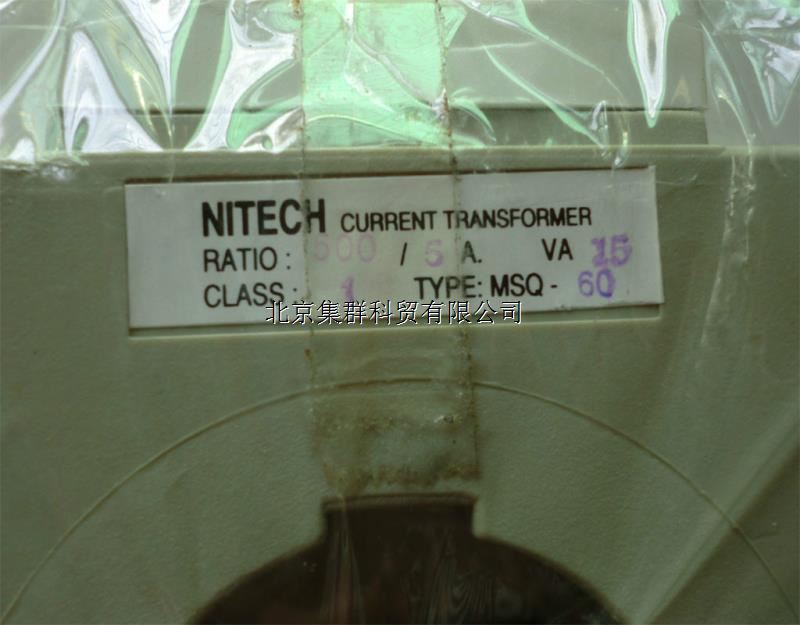 NITECH CURRENT TRANSFORMER
RATIO: 500 / 5 A. VA 15
CLASS: 1 TYPE: MSQ - 60
北京集群科贸有限公司